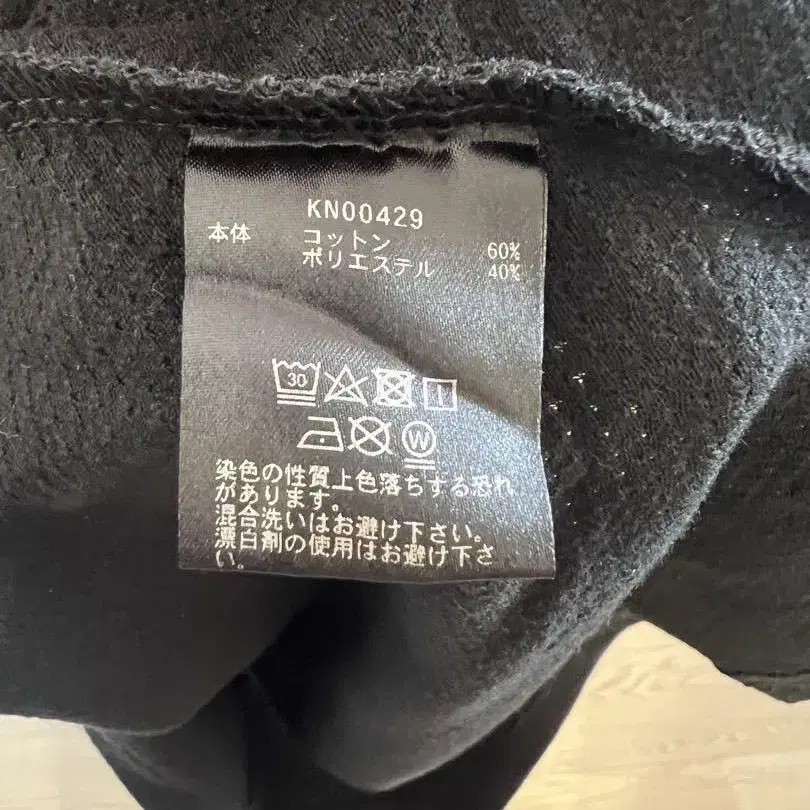 KN00429
本体 コットン 60%
ポリエステル 40%
30
W
染色の性質上色落ちする恐れ
があります。
混合洗いはお避け下さい。
漂白剤の使用はお避け下さ
い。